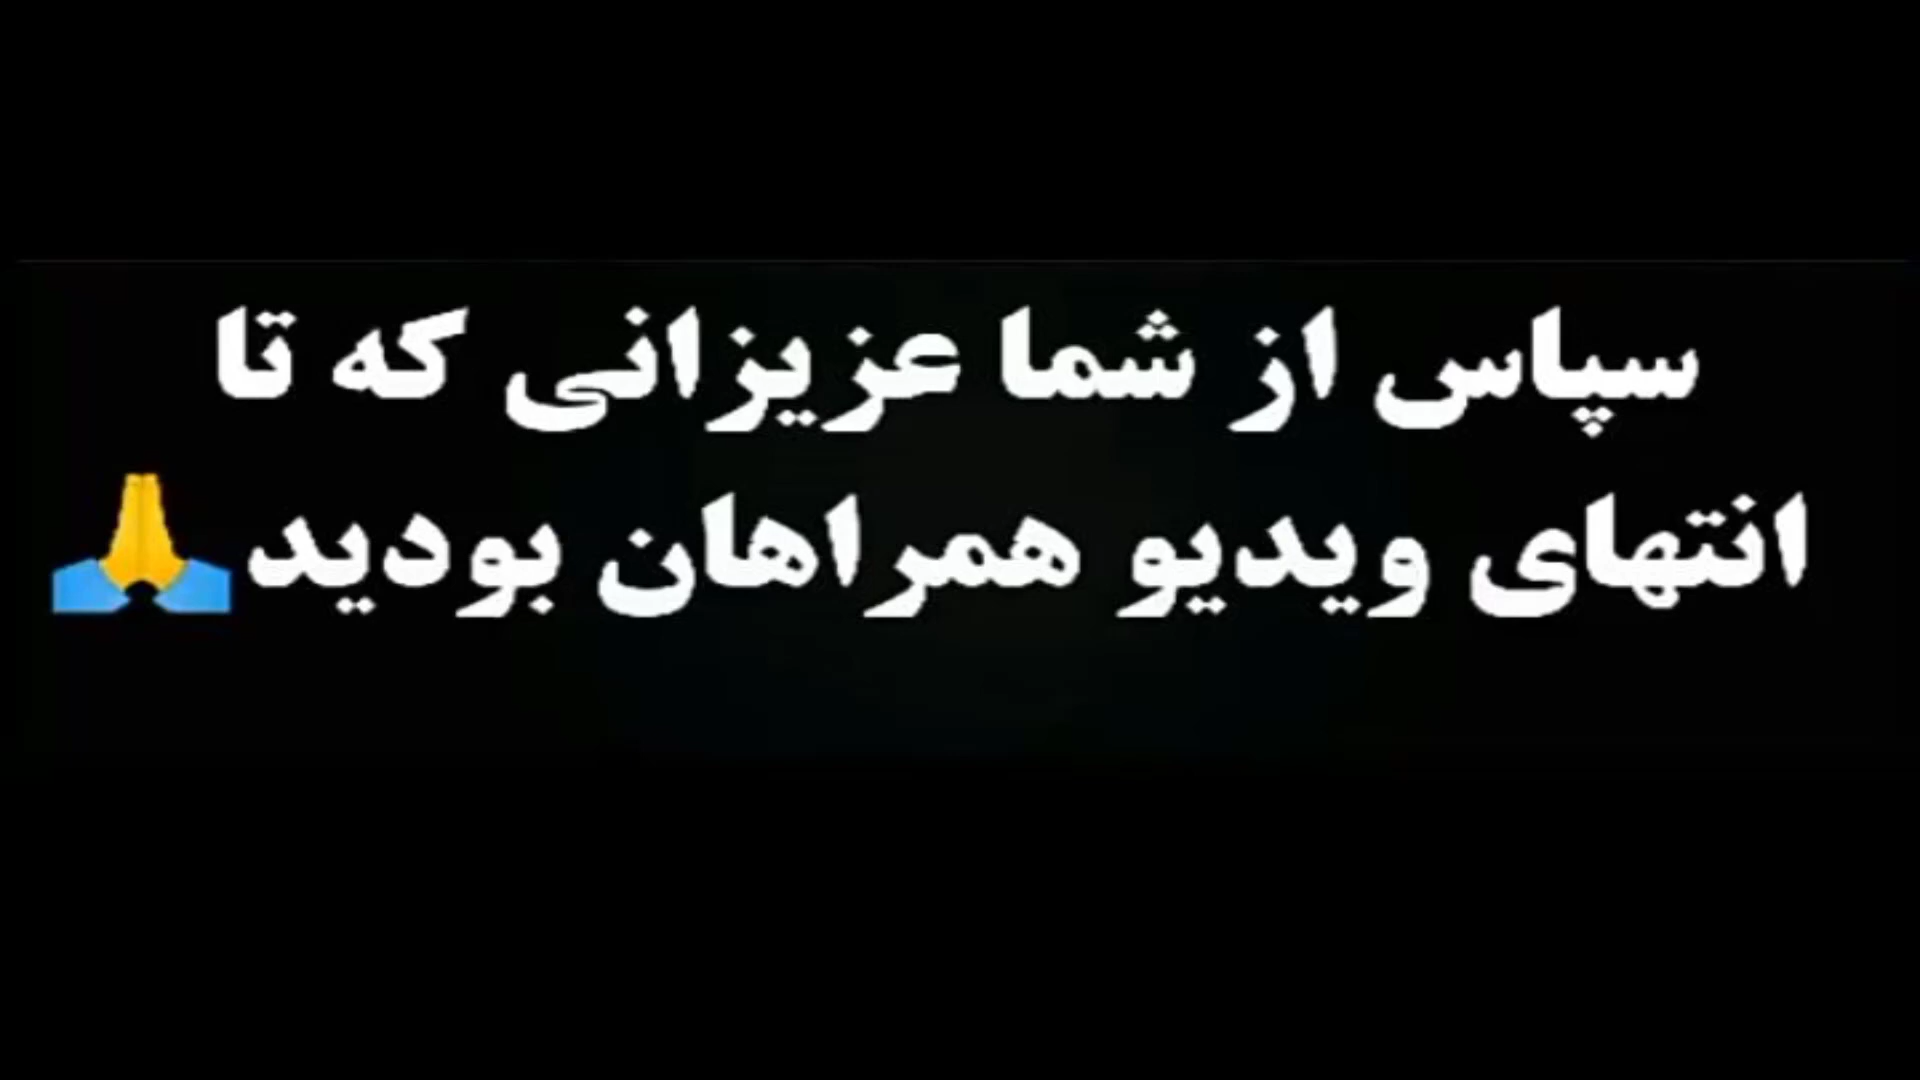 سپاس از شما عزیزانی که تا
انتهای ویدیو همراهان بودید🙏